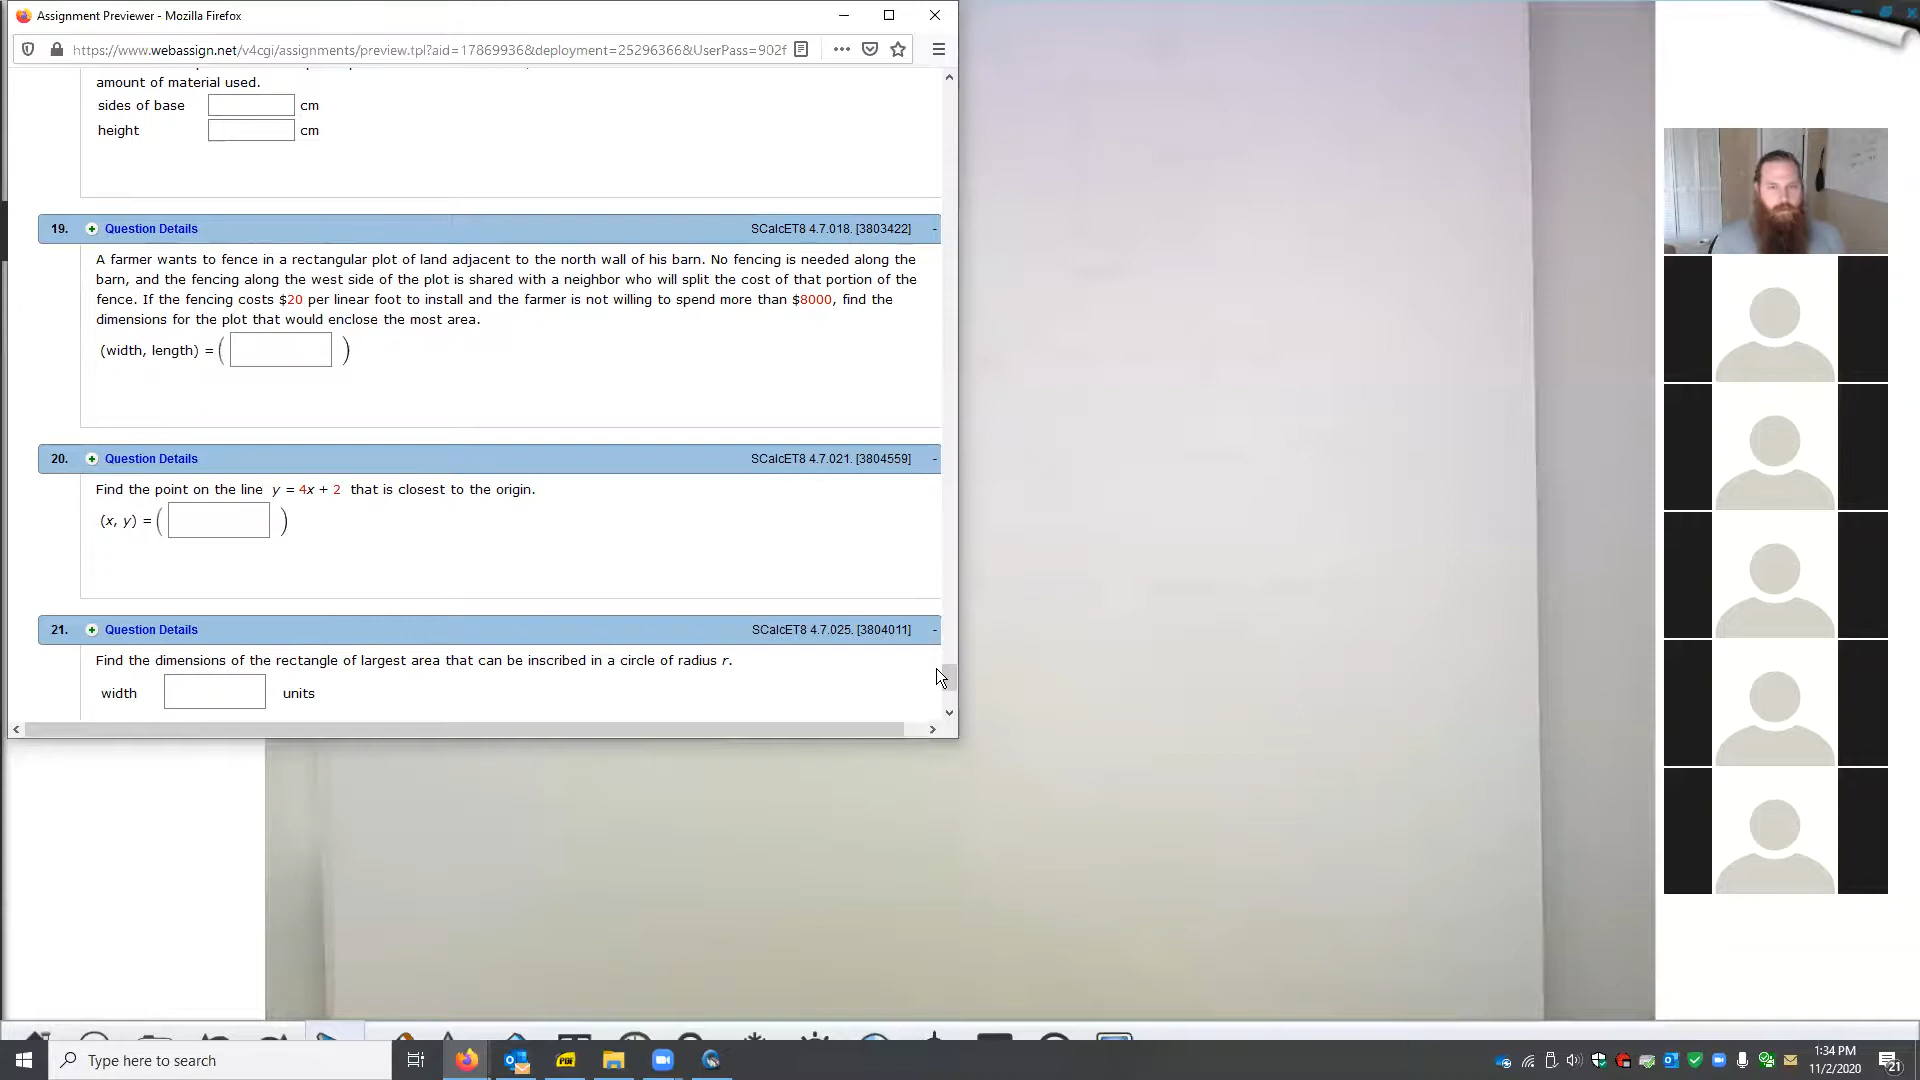 Assignment Previewer - Mozilla Firefox
https://www.webassign.net/v4cgi/assignments/preview.tpl?aid=17869936&deployment=25296366&UserPass=902f
amount of material used.
sides of base cm
height cm
19. Question Details SCalcET8 4.7.018. [3803422] -
A farmer wants to fence in a rectangular plot of land adjacent to the north wall of his barn. No fencing is needed along the
barn, and the fencing along the west side of the plot is shared with a neighbor who will split the cost of that portion of the
fence. If the fencing costs $20 per linear foot to install and the farmer is not willing to spend more than $8000, find the
dimensions for the plot that would enclose the most area.
(width, length) = ( )
20. Question Details SCalcET8 4.7.021. [3804559] -
Find the point on the line y = 4x + 2 that is closest to the origin.
(x, y) = ( )
21. Question Details SCalcET8 4.7.025. [3804011] -
Find the dimensions of the rectangle of largest area that can be inscribed in a circle of radius r.
width units
Type here to search
PDF
1:34 PM
11/2/2020
21